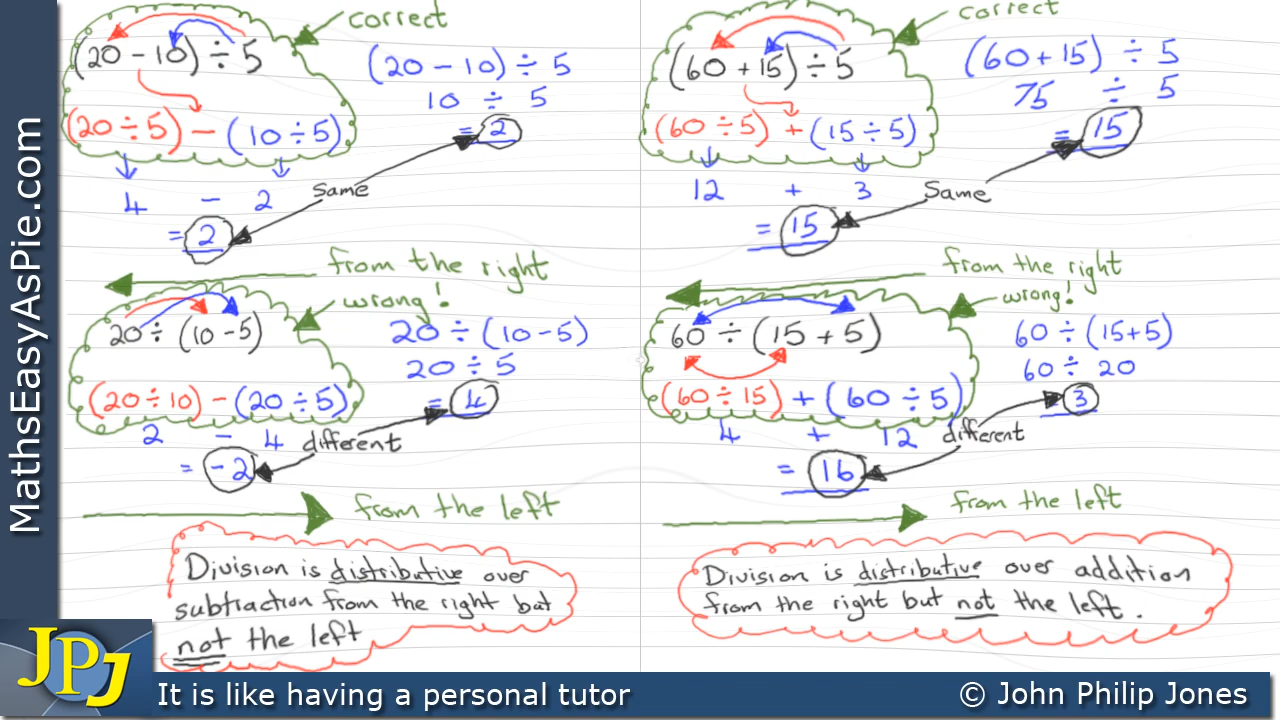 MathsEasyAsPie.com
correct
(20 − 10) ÷ 5
(20 ÷ 5) − (10 ÷ 5)
4 − 2
= 2
(20 − 10) ÷ 5
10 ÷ 5
= 2
Same
from the right
wrong!
20 ÷ (10 − 5)
(20 ÷ 10) − (20 ÷ 5)
2 − 4
= −2
20 ÷ (10 − 5)
20 ÷ 5
= 4
different
from the left
Division is distributive over
subtraction from the right but
not the left
correct
(60 + 15) ÷ 5
(60 ÷ 5) + (15 ÷ 5)
12 + 3
= 15
(60 + 15) ÷ 5
75 ÷ 5
= 15
Same
from the right
wrong!
60 ÷ (15 + 5)
(60 ÷ 15) + (60 ÷ 5)
4 + 12
= 16
60 ÷ (15+5)
60 ÷ 20
= 3
different
from the left
Division is distributive over addition
from the right but not the left.
JPJ
It is like having a personal tutor
© John Philip Jones